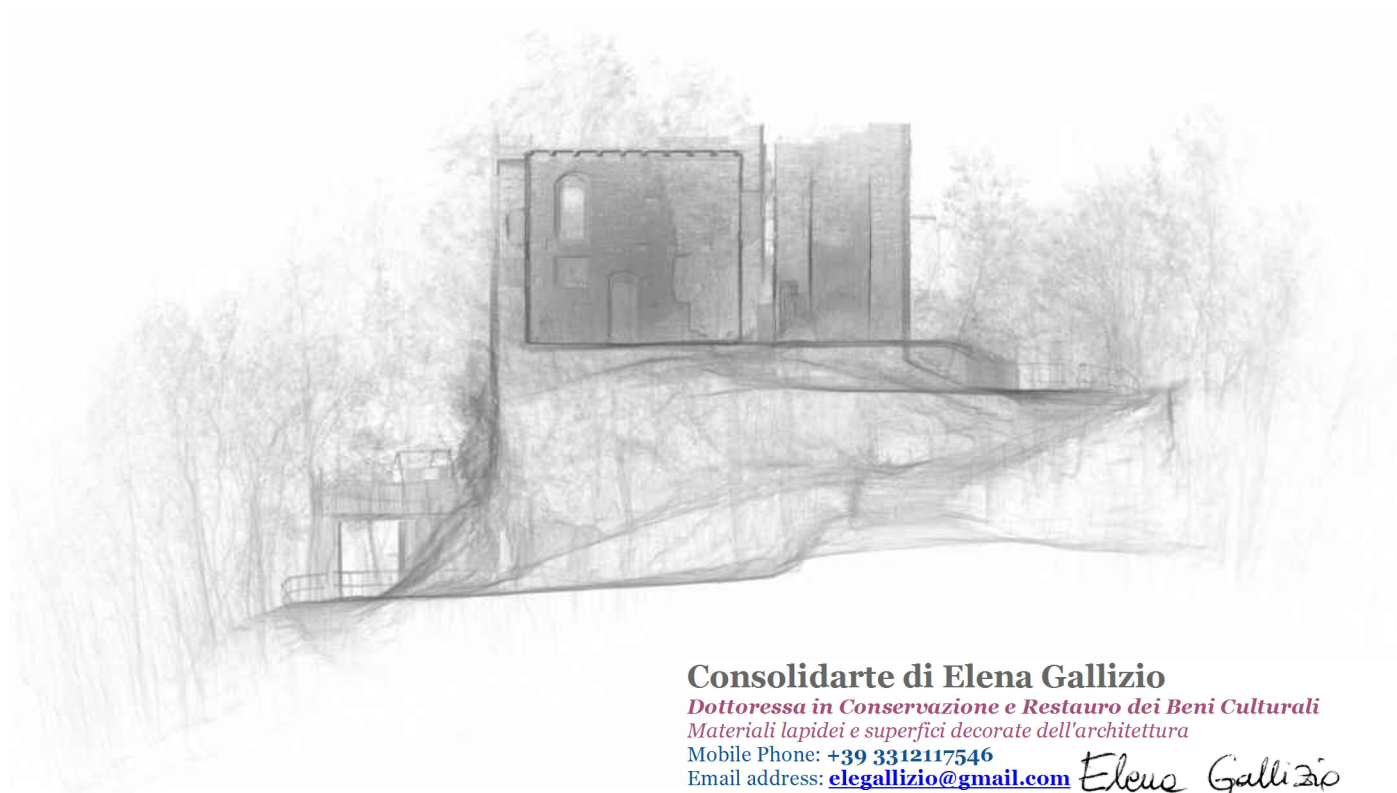 Consolidarte di Elena Gallizio
Dottoressa in Conservazione e Restauro dei Beni Culturali
Materiali lapidei e superfici decorate dell'architettura
Mobile Phone: +39 3312117546
Email address: elegallizio@gmail.com Elena Gallizio